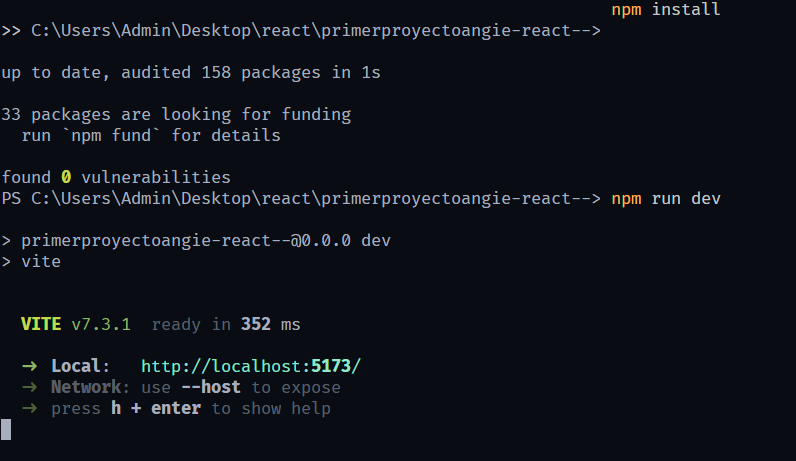 npm install
>> C:\Users\Admin\Desktop\react\primerproyectoangie-react-->
up to date, audited 158 packages in 1s
33 packages are looking for funding
run `npm fund` for details
found 0 vulnerabilities
PS C:\Users\Admin\Desktop\react\primerproyectoangie-react--> npm run dev
> primerproyectoangie-react--@0.0.0 dev
> vite
VITE v7.3.1 ready in 352 ms
➜ Local: http://localhost:5173/
➜ Network: use --host to expose
➜ press h + enter to show help